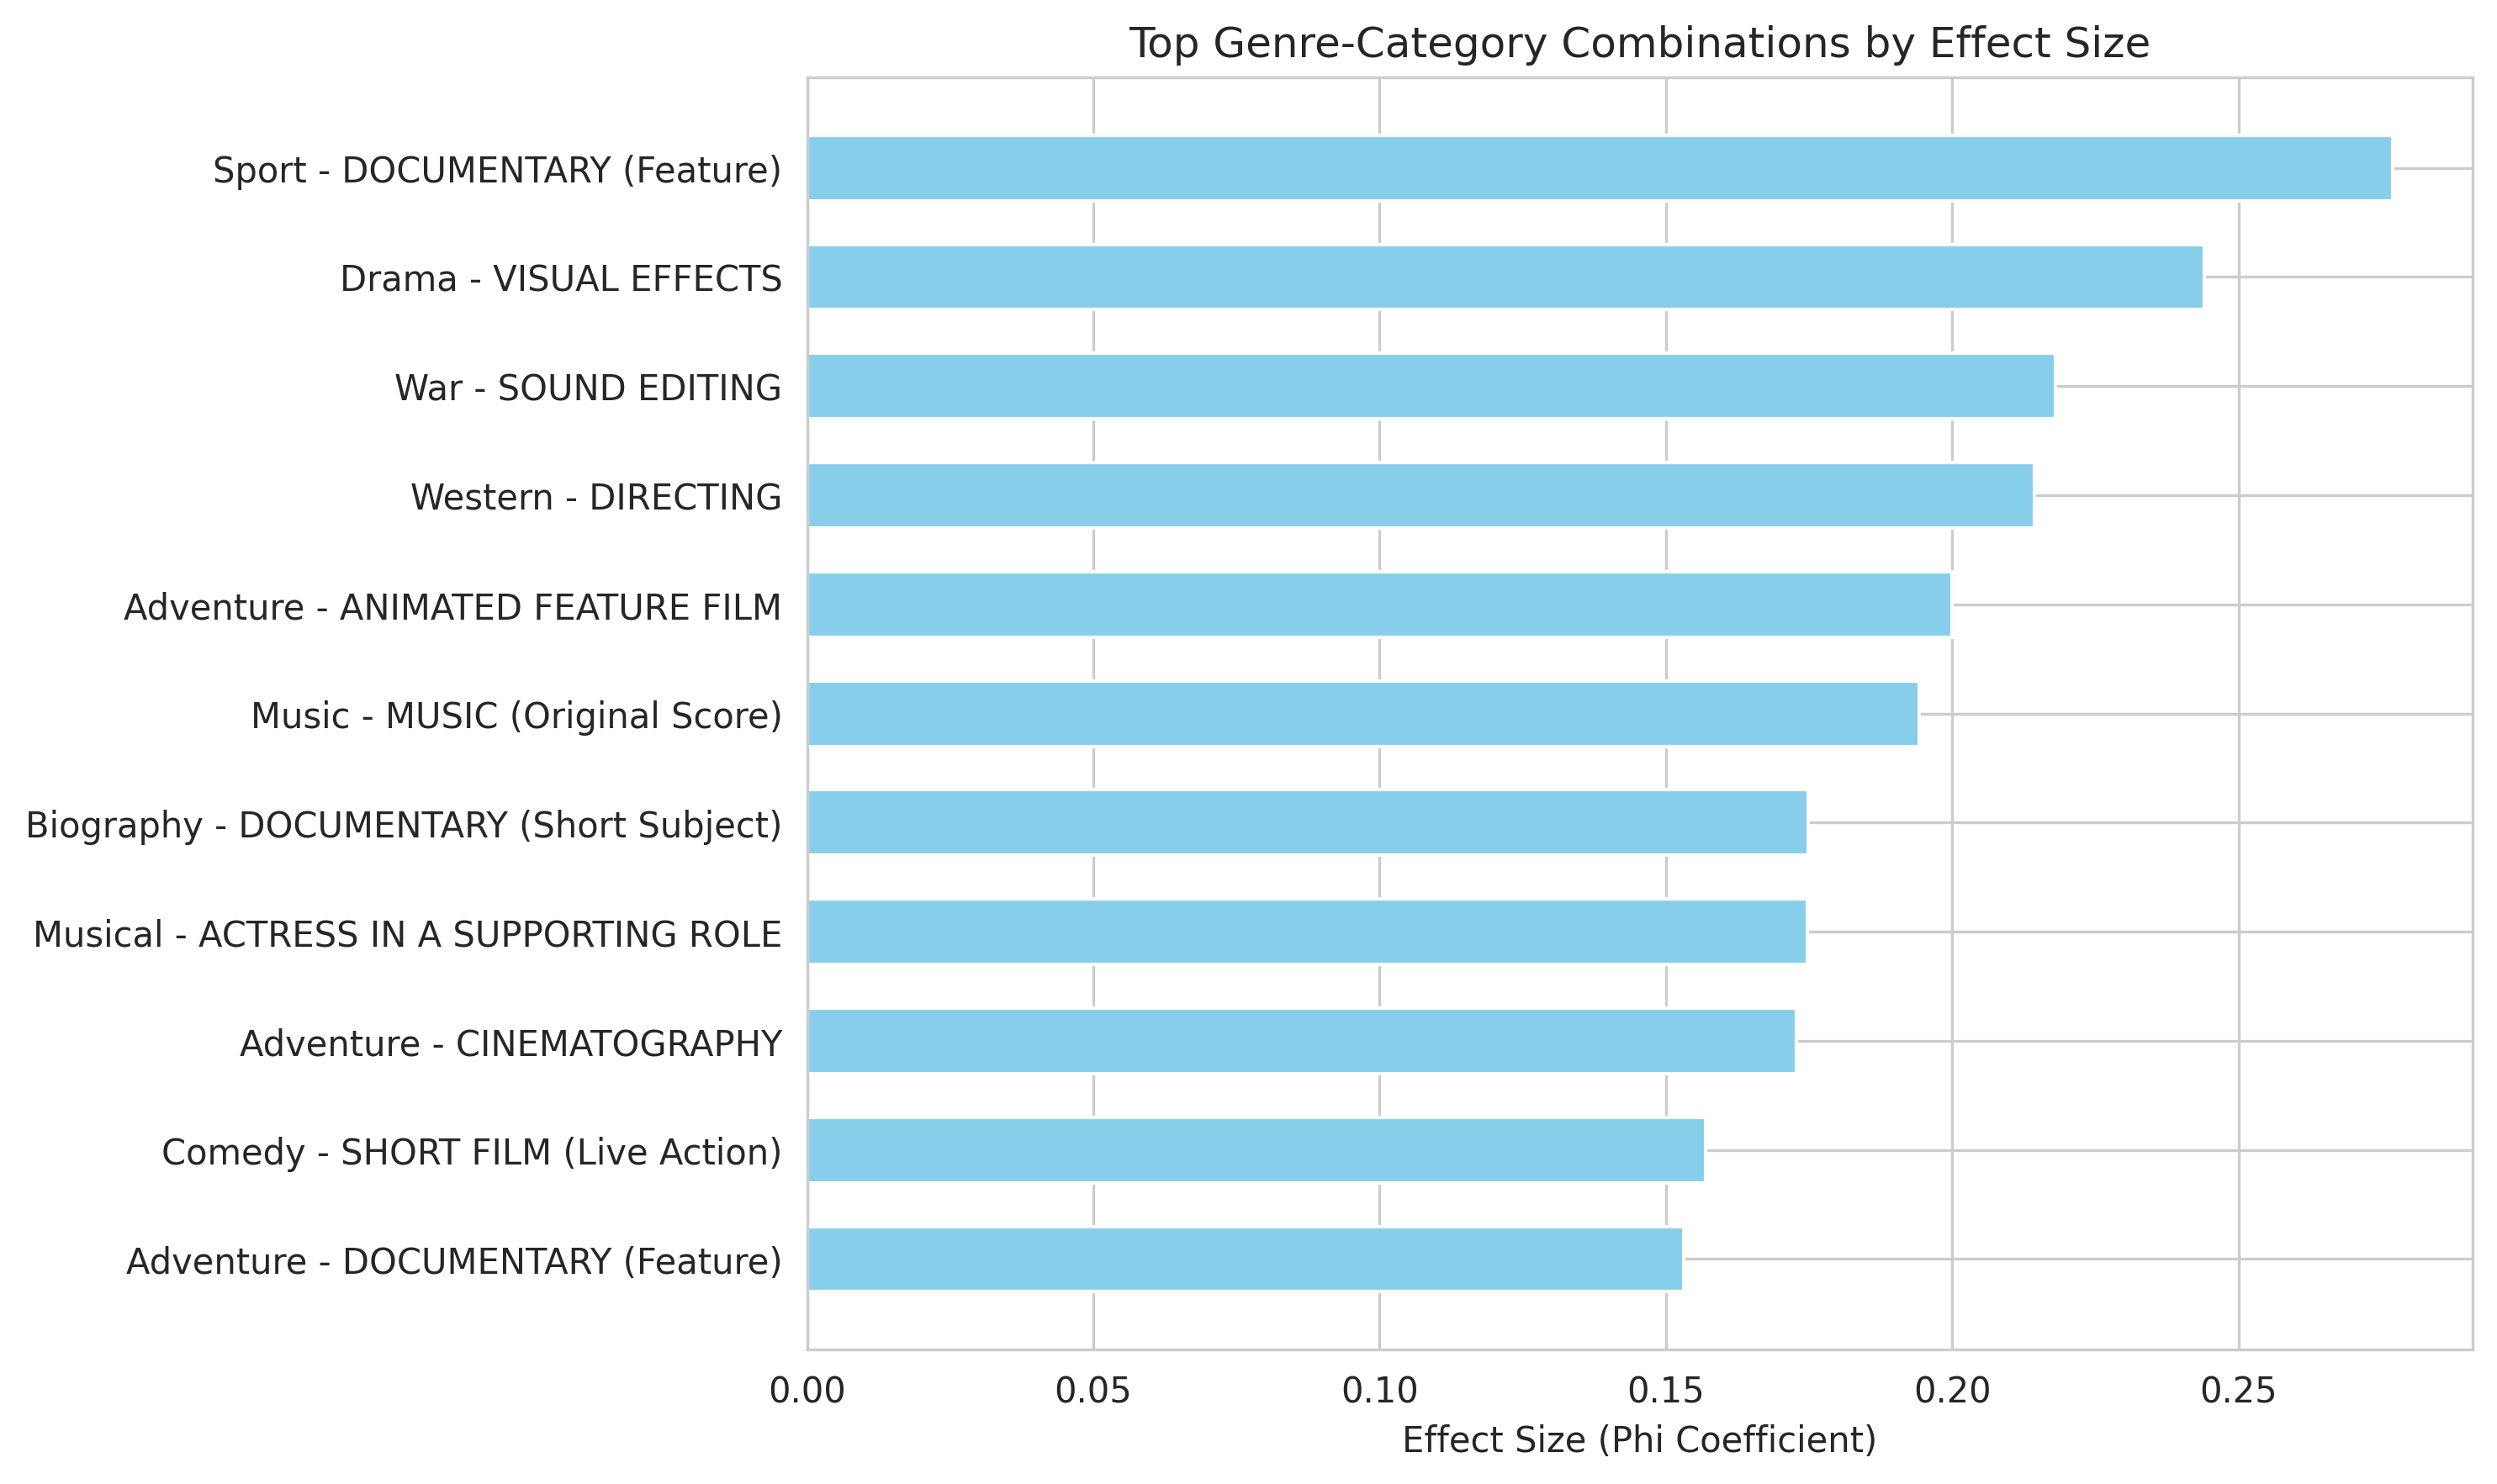 Top Genre-Category Combinations by Effect Size
Sport - DOCUMENTARY (Feature)
Drama - VISUAL EFFECTS
War - SOUND EDITING
Western - DIRECTING
Adventure - ANIMATED FEATURE FILM
Music - MUSIC (Original Score)
Biography - DOCUMENTARY (Short Subject)
Musical - ACTRESS IN A SUPPORTING ROLE
Adventure - CINEMATOGRAPHY
Comedy - SHORT FILM (Live Action)
Adventure - DOCUMENTARY (Feature)
0.00 0.05 0.10 0.15 0.20 0.25
Effect Size (Phi Coefficient)